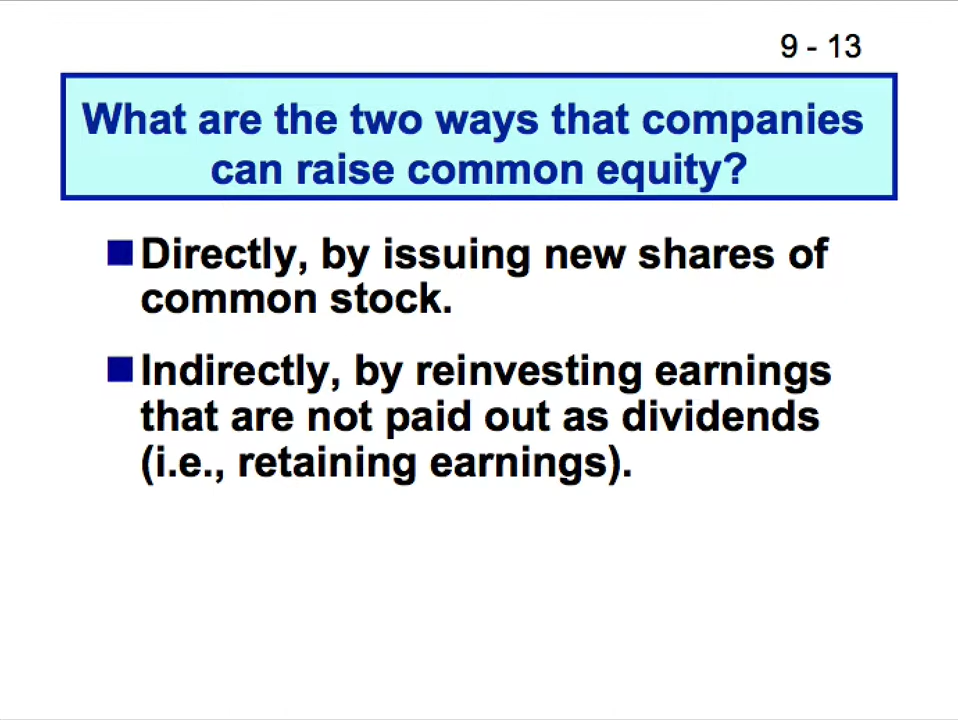 9 - 13
What are the two ways that companies
can raise common equity?
Directly, by issuing new shares of
common stock.
Indirectly, by reinvesting earnings
that are not paid out as dividends
(i.e., retaining earnings).